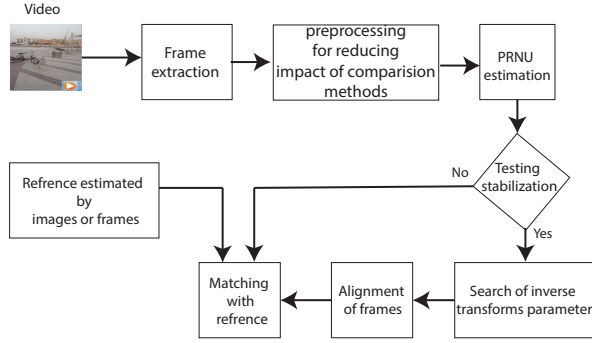 Video
Frame
extraction
preprocessing
for reducing
impact of comparision
methods
PRNU
estimation
Testing
stabilization
No
Yes
Refrence estimated
by
images or frames
Matching
with
refrence
Alignment
of frames
Search of inverse
transforms parameter